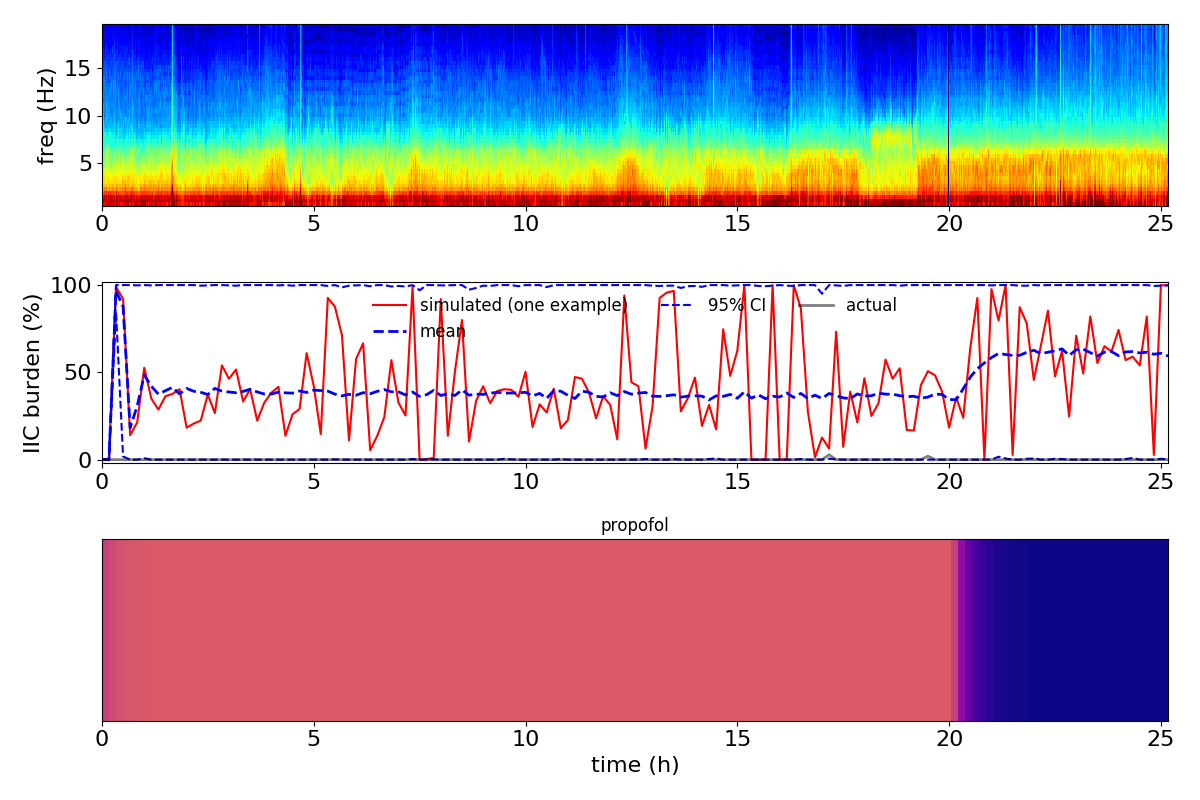 freq (Hz)
15
10
5
0 5 10 15 20 25
IIC burden (%)
100
50
0
simulated (one example) 95% CI actual
mean
0 5 10 15 20 25
propofol
0 5 10 15 20 25
time (h)